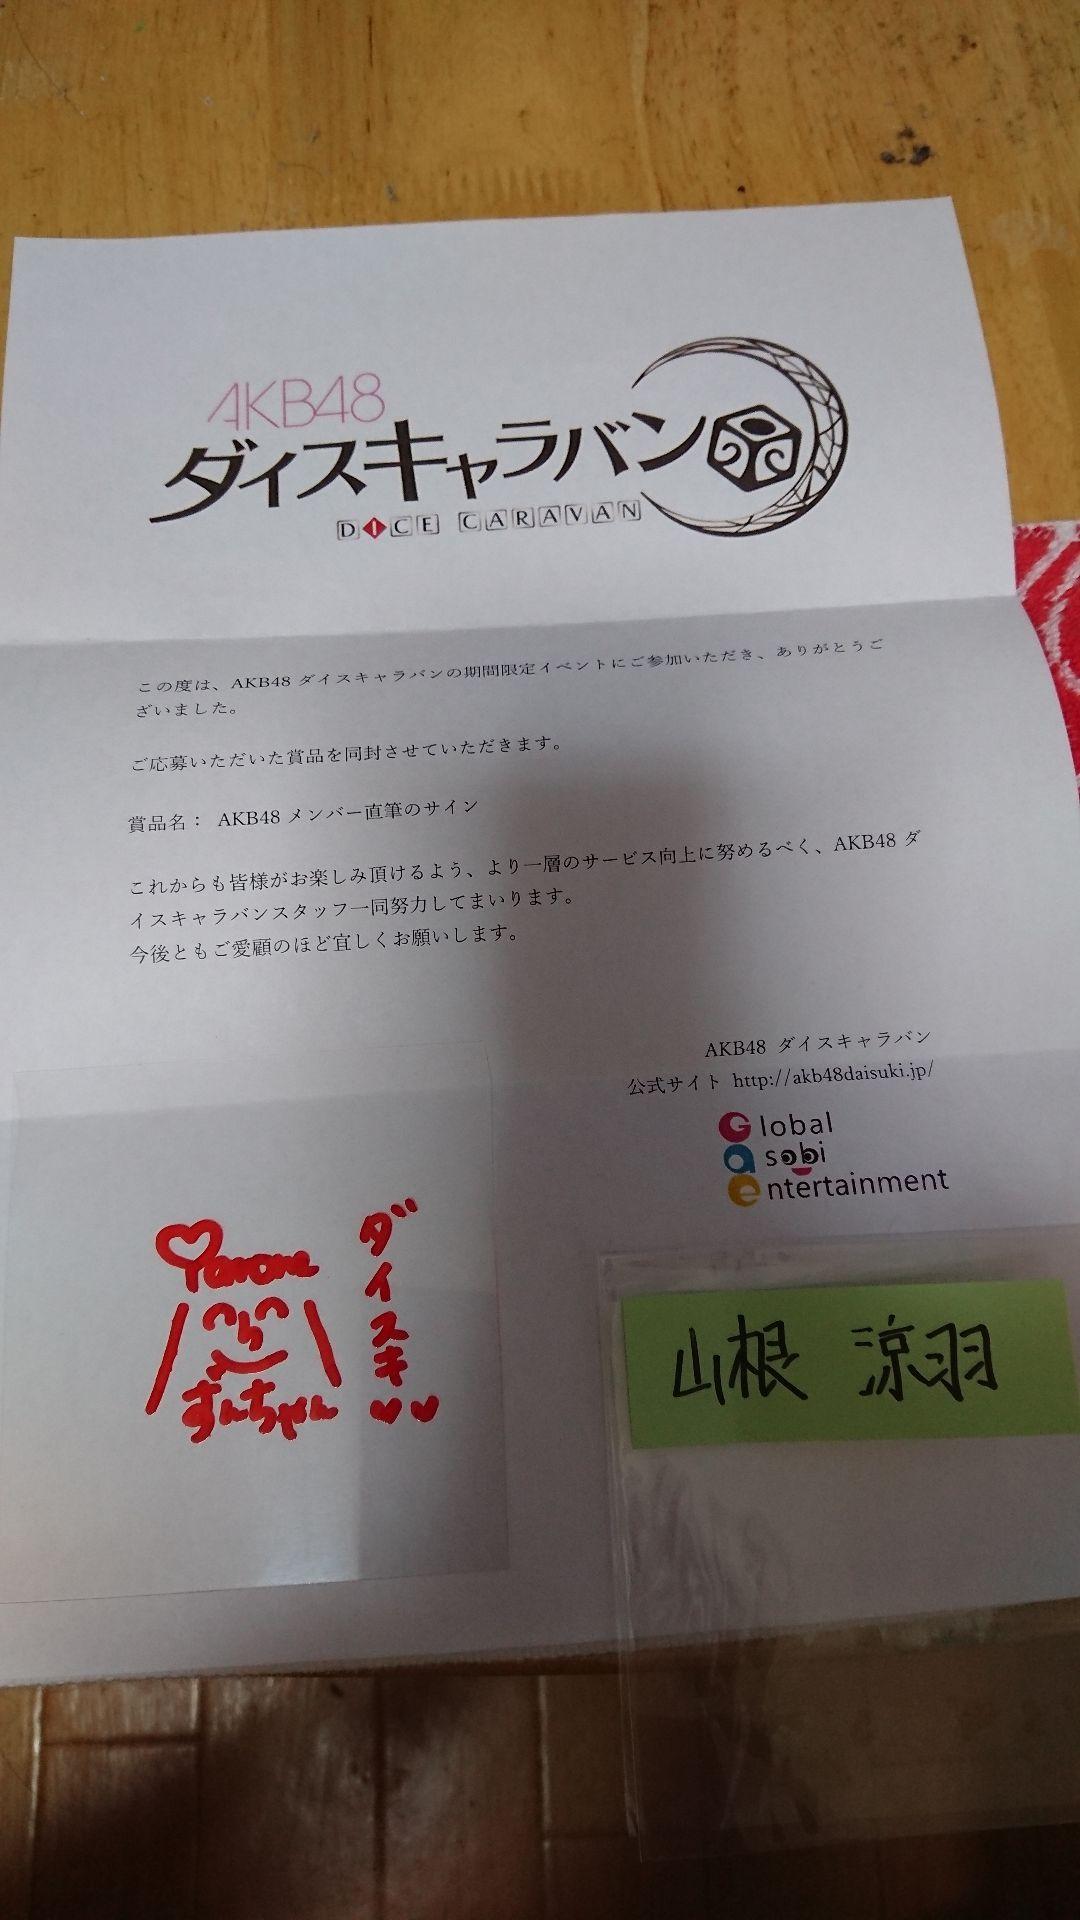 AKB48
ダイスキャラバン
DICE CARAVAN
この度は、AKB48 ダイスキャラバンの期間限定イベントにご参加いただき、ありがとうご
ざいました。
ご応募いただいた賞品を同封させていただきます。
賞品名： AKB48 メンバー直筆のサイン
これからも皆様がお楽しみ頂けるよう、より一層のサービス向上に努めるべく、AKB48 ダ
イスキャラバンスタッフ一同努力してまいります。
今後ともご愛顧のほど宜しくお願いします。
AKB48 ダイスキャラバン
公式サイト http://akb48daisuki.jp/
Global
asobi
entertainment
ダイスキ
ずんちゃん
山根 涼羽